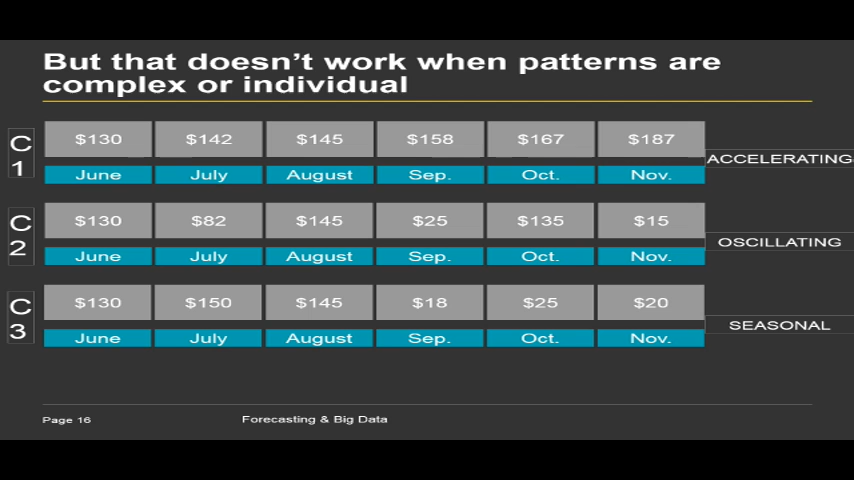 But that doesn't work when patterns are
complex or individual
C
1
$130 $142 $145 $158 $167 $187
ACCELERATING
June July August Sep. Oct. Nov.
C
2
$130 $82 $145 $25 $135 $15
OSCILLATING
June July August Sep. Oct. Nov.
C
3
$130 $150 $145 $18 $25 $20
SEASONAL
June July August Sep. Oct. Nov.
Page 16 Forecasting & Big Data